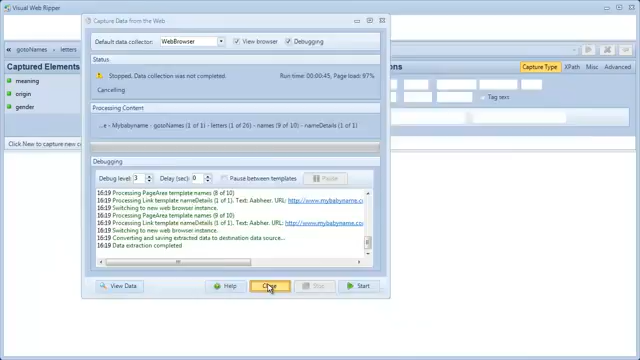 Visual Web Ripper
Capture Data from the Web
Default data collector: WebBrowser View browser Debugging
« gotoNames « letters
Captured Elements
meaning
origin
gender
Click New to capture new
Capture Type XPath Misc Advanced
Tag sets
Status
Stopped. Data collection was not completed. Run time: 00:00:45, Page load: 97%
Cancelling
Processing Content
...e - Mybabyname - gotoNames (1 of 1) - letters (1 of 26) - names (9 of 10) - nameDetails (1 of 1)
Debugging
Debug level: 3 Delay (sec): 0 Pause between templates Pause
16:19 Processing PageArea template names (8 of 10)
16:19 Processing Link template nameDetails (1 of 1). Text: Aabheer. URL: http://www.mybabyname.co
16:19 Switching to new web browser instance.
16:19 Processing PageArea template names (9 of 10)
16:19 Processing Link template nameDetails (1 of 1). Text: Aabheer. URL: http://www.mybabyname.co
16:19 Switching to new web browser instance.
16:19 Converting and saving extracted data to destination data source...
16:19 Data extraction completed
View Data Help Close Stop Start